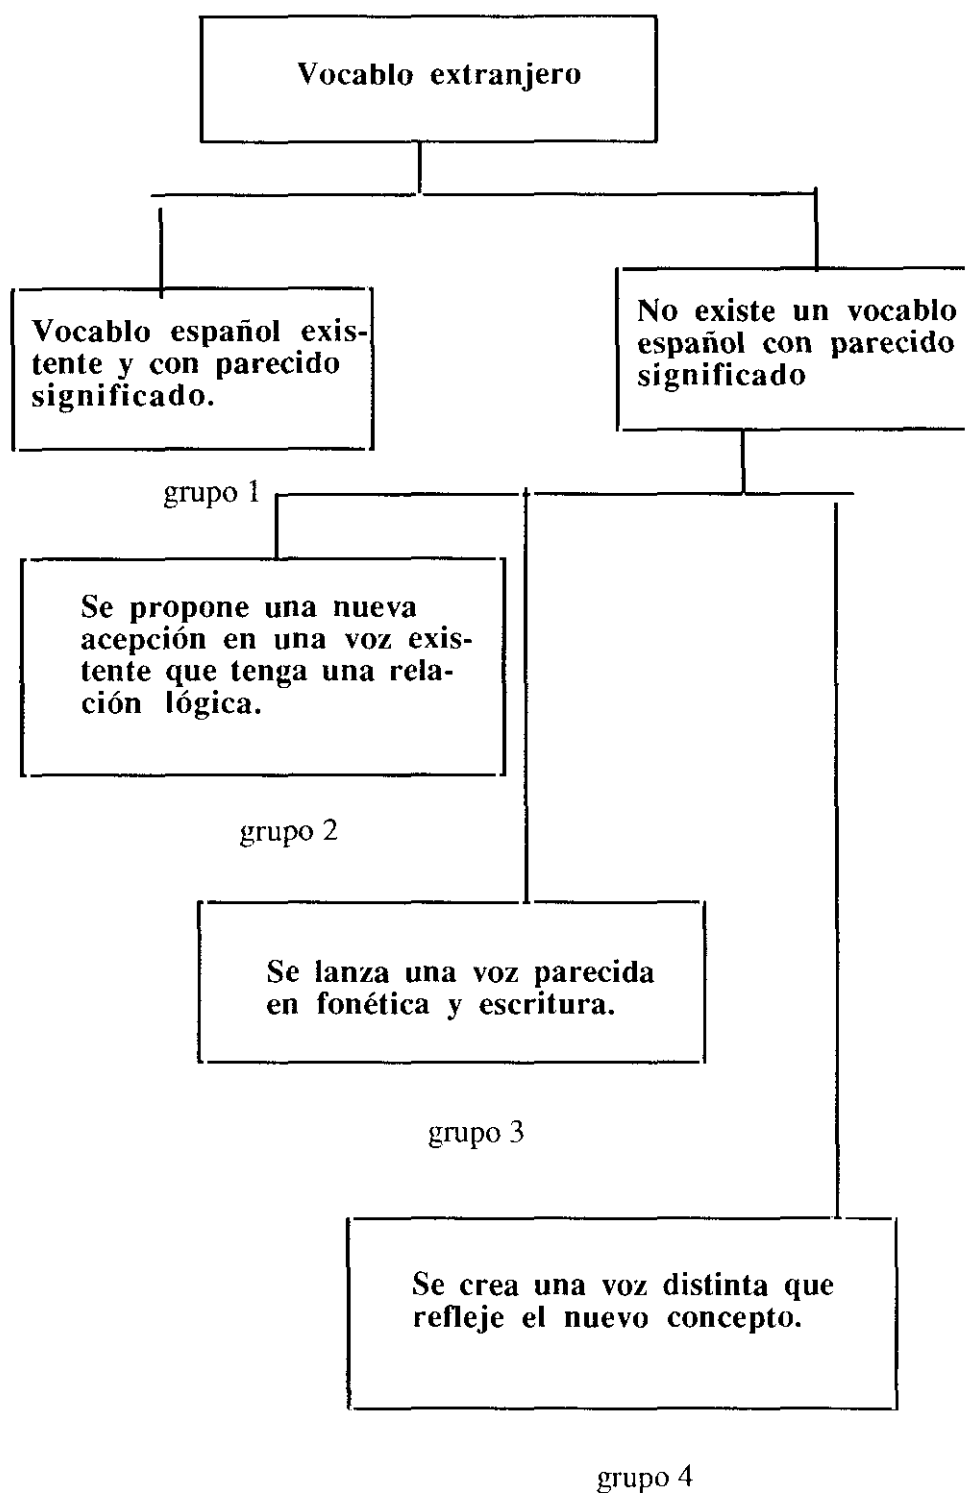 Vocablo extranjero
Vocablo español exis-
tente y con parecido
significado.
No existe un vocablo
español con parecido
significado
grupo 1
Se propone una nueva
acepción en una voz exis-
tente que tenga una rela-
ción lógica.
grupo 2
Se lanza una voz parecida
en fonética y escritura.
grupo 3
Se crea una voz distinta que
refleje el nuevo concepto.
grupo 4